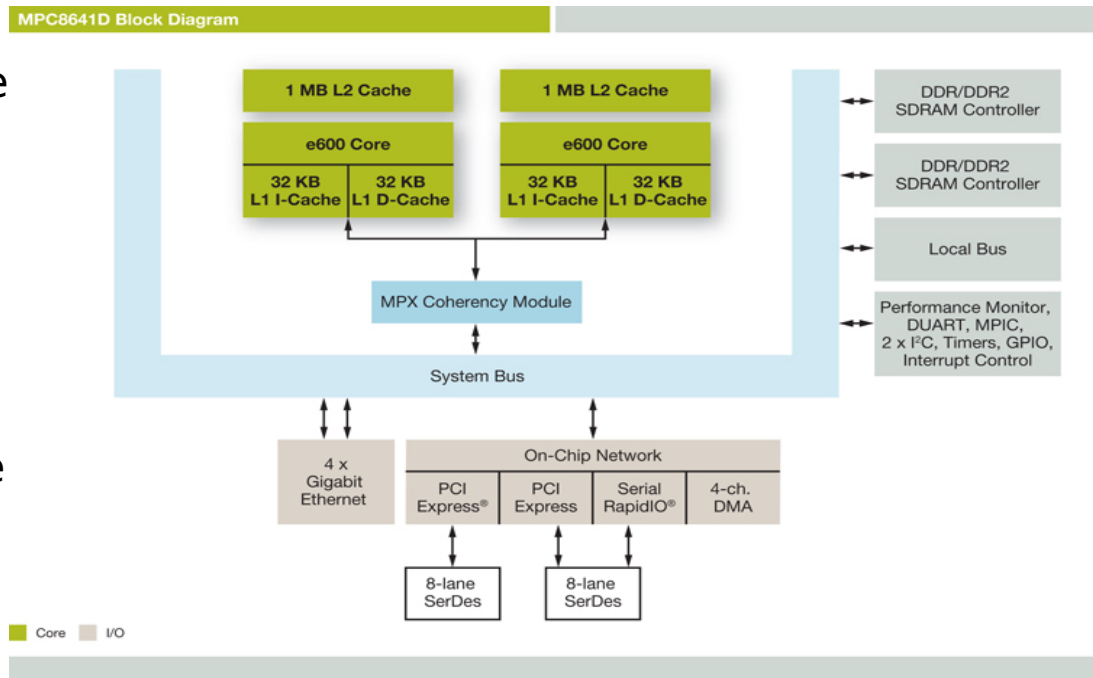 MPC8641D Block Diagram
e
1 MB L2 Cache
1 MB L2 Cache
e600 Core
e600 Core
32 KB
L1 I-Cache
32 KB
L1 D-Cache
32 KB
L1 I-Cache
32 KB
L1 D-Cache
MPX Coherency Module
System Bus
DDR/DDR2
SDRAM Controller
DDR/DDR2
SDRAM Controller
Local Bus
Performance Monitor,
DUART, MPIC,
2 x I²C, Timers, GPIO,
Interrupt Control
e
4 x
Gigabit
Ethernet
On-Chip Network
PCI
Express®
PCI
Express
Serial
RapidIO®
4-ch.
DMA
8-lane
SerDes
8-lane
SerDes
Core
I/O